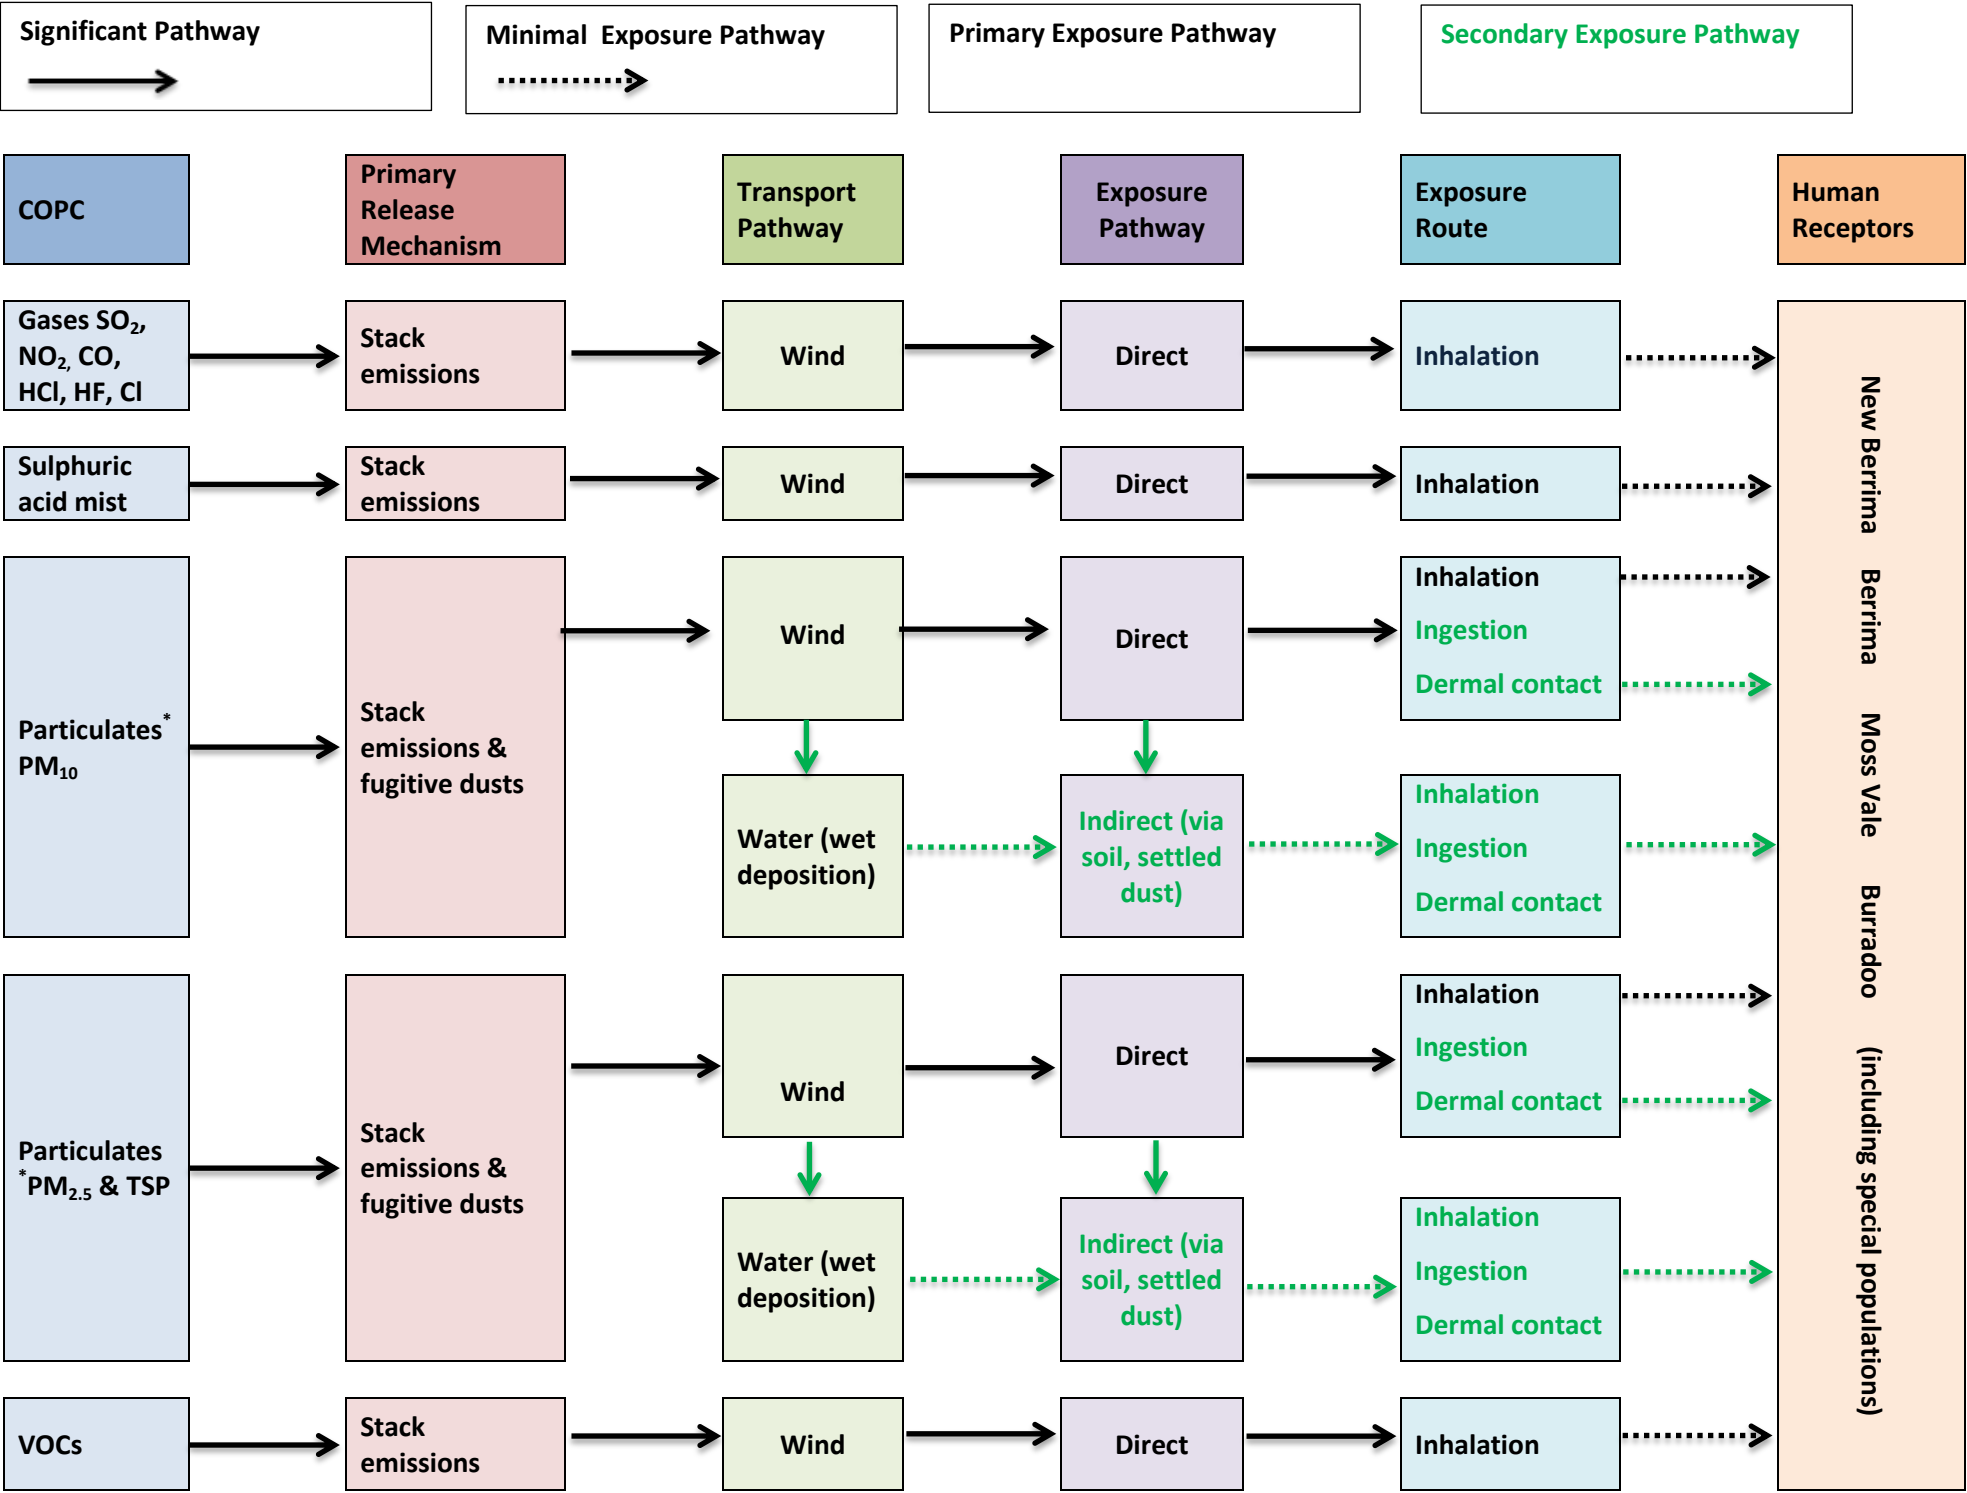 Significant Pathway
Minimal  Exposure Pathway
Primary Exposure Pathway
Secondary Exposure Pathway
COPC
Primary
Release
Mechanism
Transport
Pathway
Exposure
Pathway
Exposure
Route
Human
Receptors
Gases SO₂,
NO₂, CO,
HCl, HF, Cl
Stack
emissions
Wind
Direct
Inhalation
Sulphuric
acid mist
Stack
emissions
Wind
Direct
Inhalation
Particulates*
PM₁₀
Stack
emissions &
fugitive dusts
Wind
Direct
Inhalation
Ingestion
Dermal contact
Water (wet
deposition)
Indirect (via
soil, settled
dust)
Inhalation
Ingestion
Dermal contact
Particulates
*PM₂.₅ & TSP
Stack
emissions &
fugitive dusts
Wind
Direct
Inhalation
Ingestion
Dermal contact
Water (wet
deposition)
Indirect (via
soil, settled
dust)
Inhalation
Ingestion
Dermal contact
VOCs
Stack
emissions
Wind
Direct
Inhalation
New Berrima    Berrima    Moss Vale    Burradoo    (including special populations)